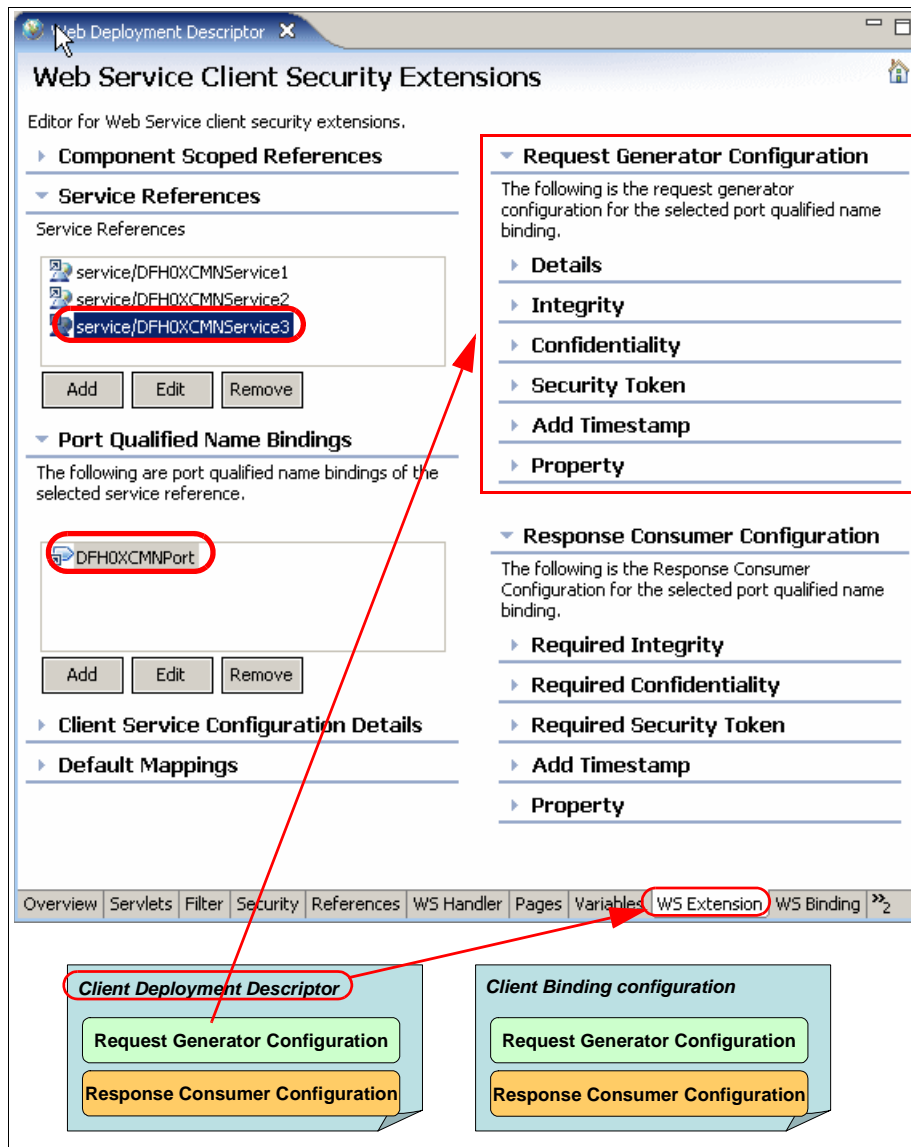 Web Deployment Descriptor
Web Service Client Security Extensions
Editor for Web Service client security extensions.
Component Scoped References
Service References
Service References
service/DFH0XCMNService1
service/DFH0XCMNService2
service/DFH0XCMNService3
Add Edit Remove
Port Qualified Name Bindings
The following are port qualified name bindings of the
selected service reference.
DFH0XCMNPort
Add Edit Remove
Client Service Configuration Details
Default Mappings
Request Generator Configuration
The following is the request generator
configuration for the selected port qualified name
binding.
Details
Integrity
Confidentiality
Security Token
Add Timestamp
Property
Response Consumer Configuration
The following is the Response Consumer
Configuration for the selected port qualified name
binding.
Required Integrity
Required Confidentiality
Required Security Token
Add Timestamp
Property
Overview Servlets Filter Security References WS Handler Pages Variables WS Extension WS Binding »2
Client Deployment Descriptor
Request Generator Configuration
Response Consumer Configuration
Client Binding configuration
Request Generator Configuration
Response Consumer Configuration